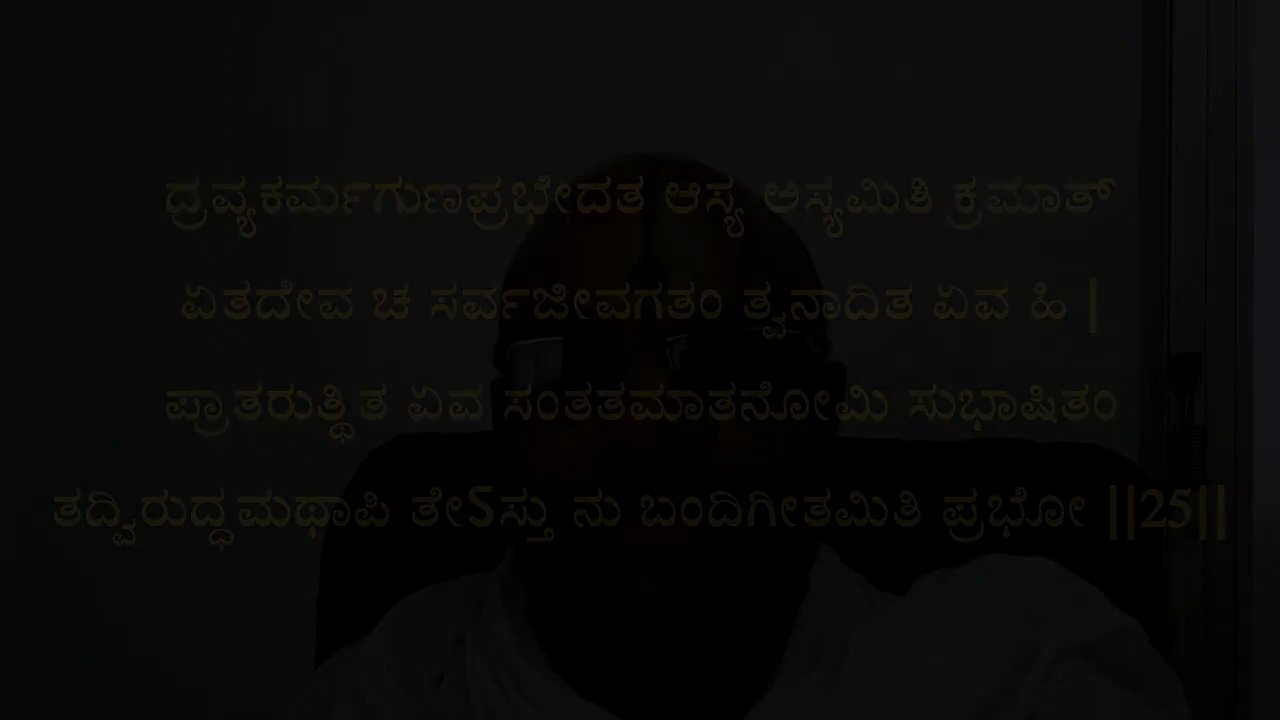 ದ್ರವ್ಯಕರ್ಮಗುಣಪ್ರಭೇದತ ಆಸ್ಯ ಅಸ್ಯಮಿತಿ ಕ್ರಮಾತ್
ಏತದೇವ ಚ ಸರ್ವಜೀವಗತಂ ತ್ವನಾದಿತ ಏವ ಹಿ |
ಪ್ರಾತರುತ್ಥಿತ ಏವ ಸಂತತಮಾತನೋಮಿ ಸುಭಾಷಿತಂ
ತದ್ವಿರುದ್ಧಮಥಾಪಿ ತೇSಸ್ತು ನು ಬಂದಿಗೀತಮಿತಿ ಪ್ರಭೋ ||25||